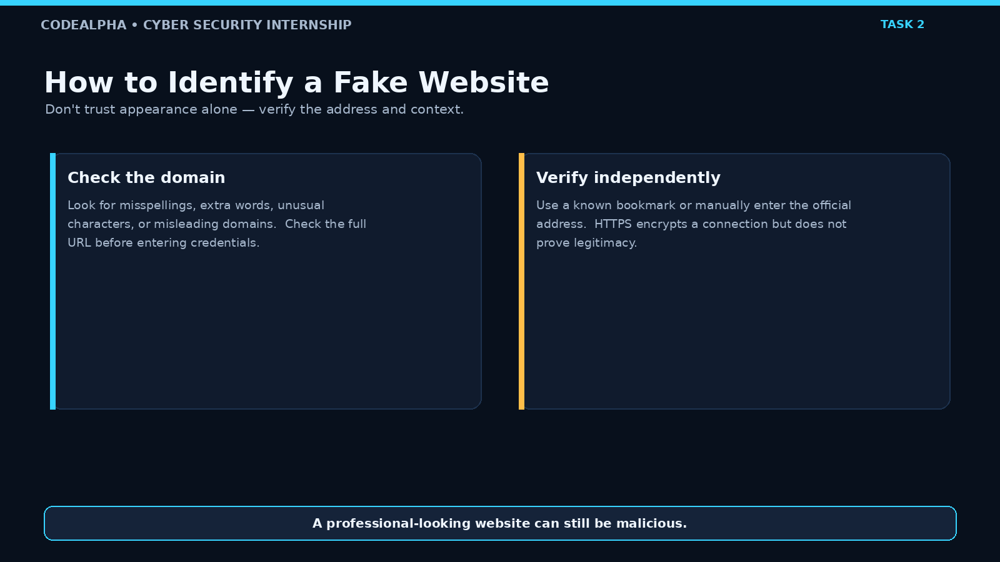 CODEALPHA • CYBER SECURITY INTERNSHIP
TASK 2
How to Identify a Fake Website
Don't trust appearance alone — verify the address and context.
Check the domain
Look for misspellings, extra words, unusual
characters, or misleading domains.  Check the full
URL before entering credentials.
Verify independently
Use a known bookmark or manually enter the official
address.  HTTPS encrypts a connection but does not
prove legitimacy.
A professional-looking website can still be malicious.